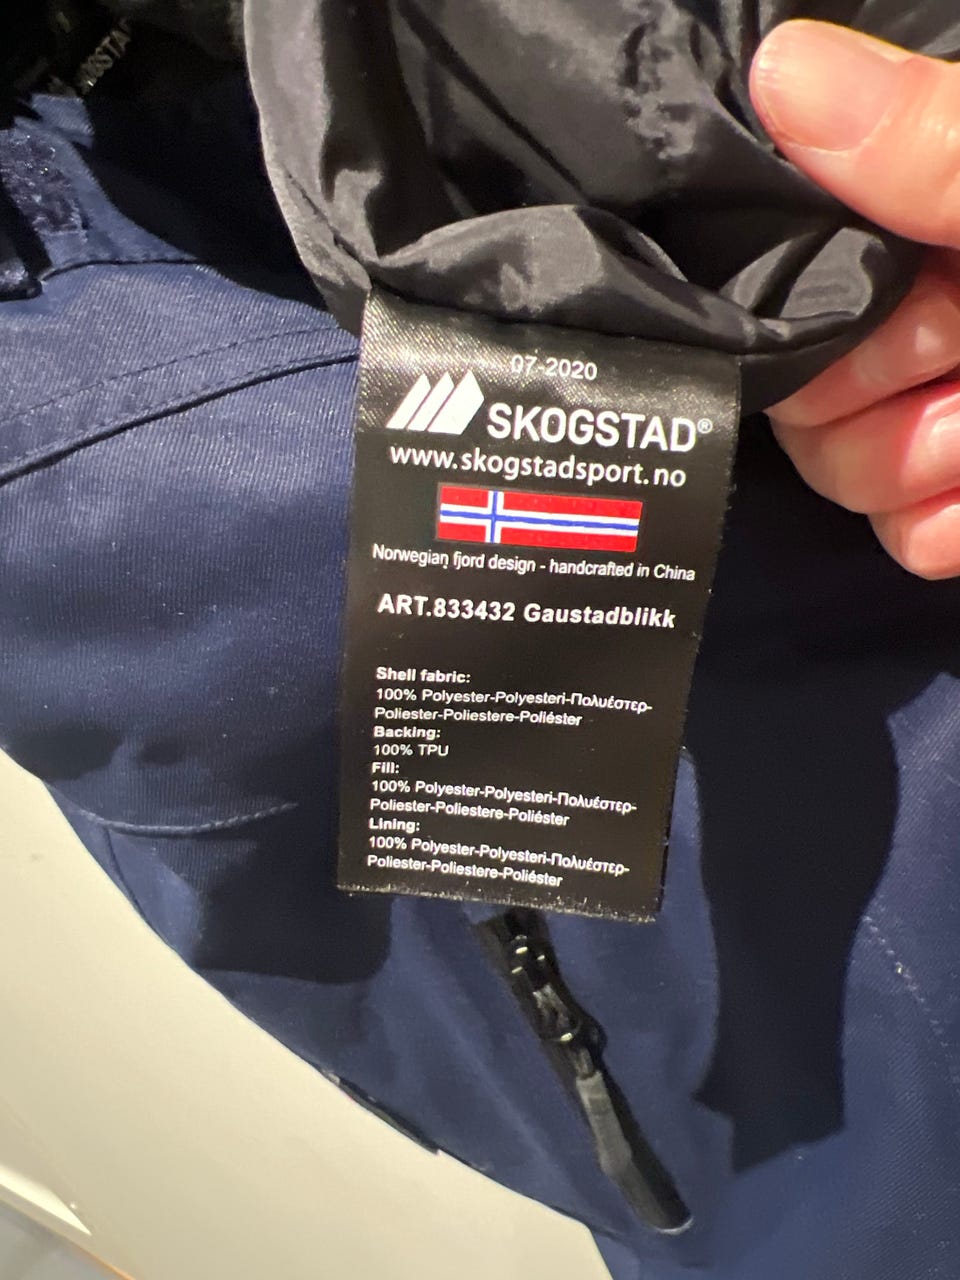 SKOGSTA
07-2020
SKOGSTAD®
www.skogstadsport.no
Norwegian fjord design - handcrafted in China
ART.833432 Gaustadblikk
Shell fabric:
100% Polyester-Polyesteri-Πολυέστερ-
Poliester-Poliestere-Poliéster
Backing:
100% TPU
Fill:
100% Polyester-Polyesteri-Πολυέστερ-
Poliester-Poliestere-Poliéster
Lining:
100% Polyester-Polyesteri-Πολυέστερ-
Poliester-Poliestere-Poliéster